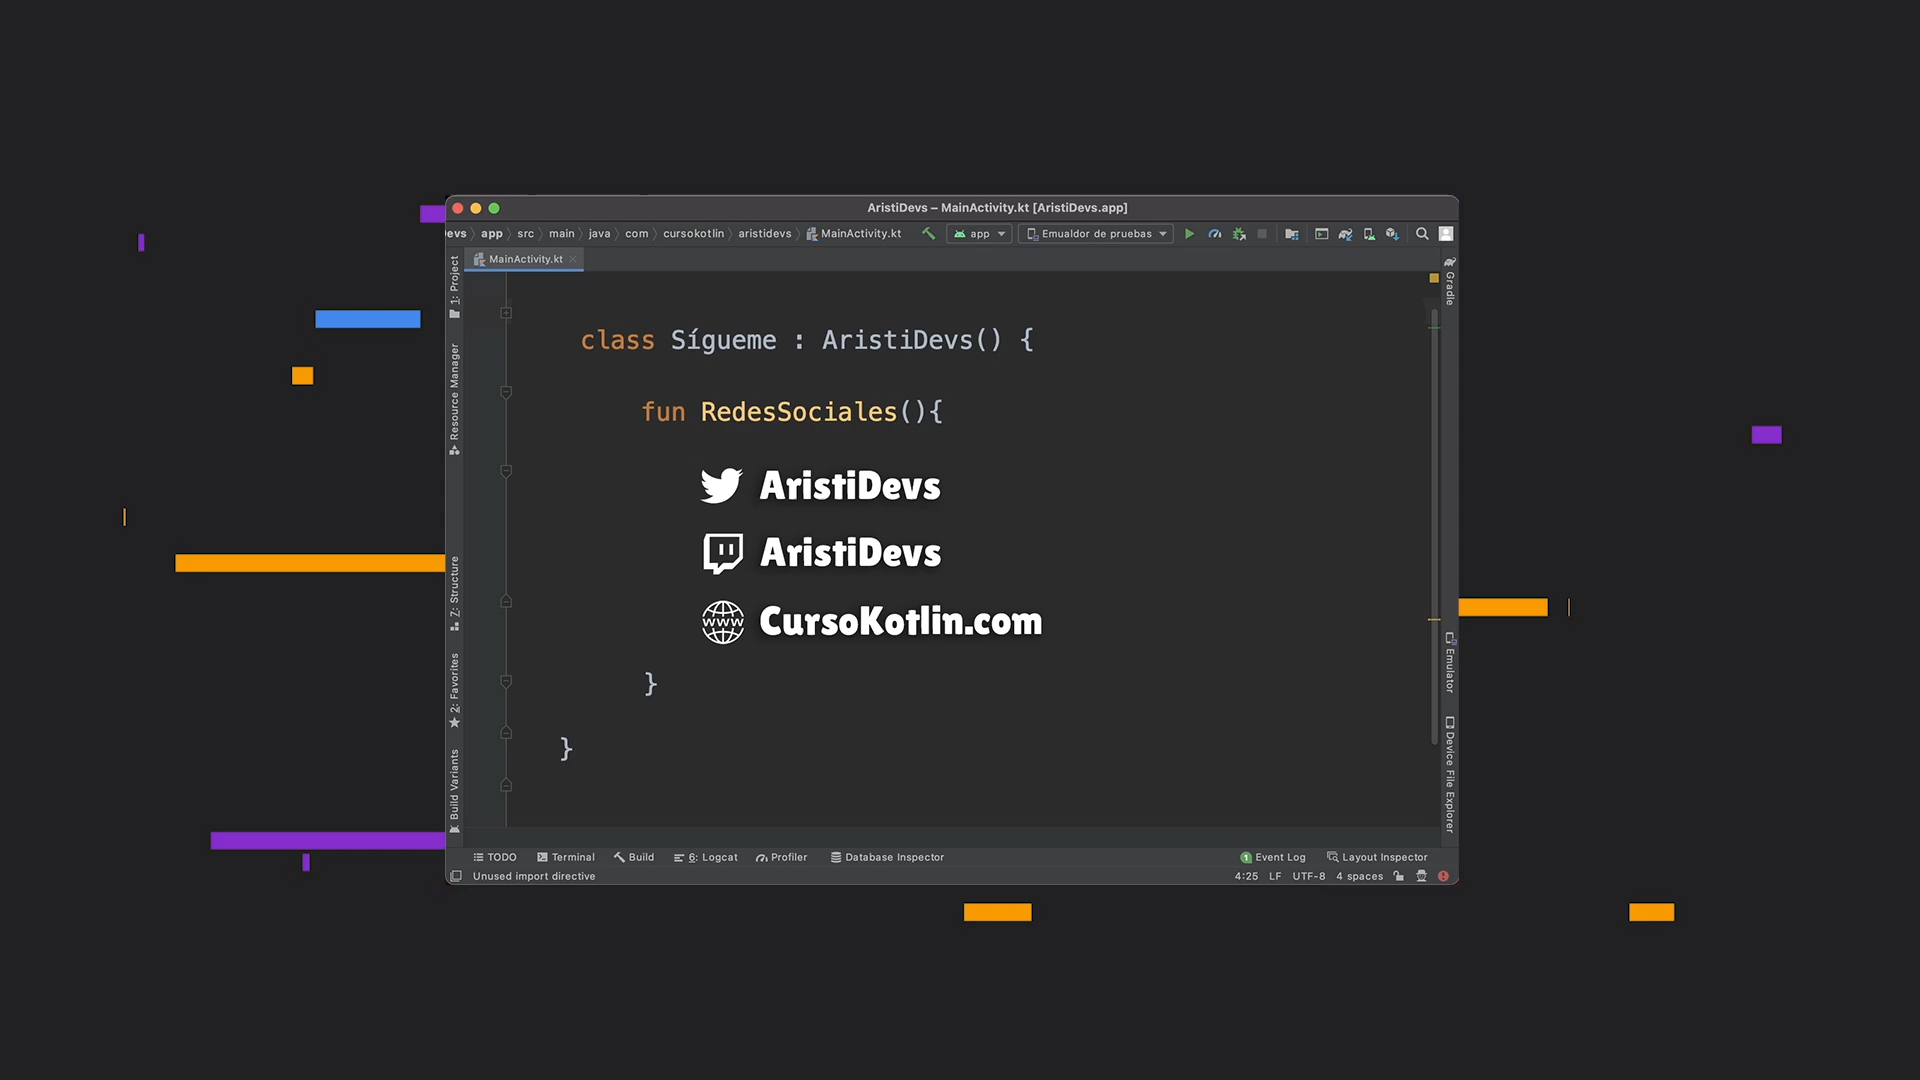 AristiDevs – MainActivity.kt [AristiDevs.app]
evs 〉 app 〉 src 〉 main 〉 java 〉 com 〉 cursokotlin 〉 aristidevs 〉 MainActivity.kt
app
Emualdor de pruebas
MainActivity.kt
1: Project
Resource Manager
7: Structure
2: Favorites
Build Variants
class Sígueme : AristiDevs() {
fun RedesSociales(){
AristiDevs
AristiDevs
www
CursoKotlin.com
}
}
Gradle
Emulator
Device File Explorer
TODO Terminal Build 6: Logcat Profiler Database Inspector 1 Event Log Layout Inspector
Unused import directive 4:25 LF UTF-8 4 spaces